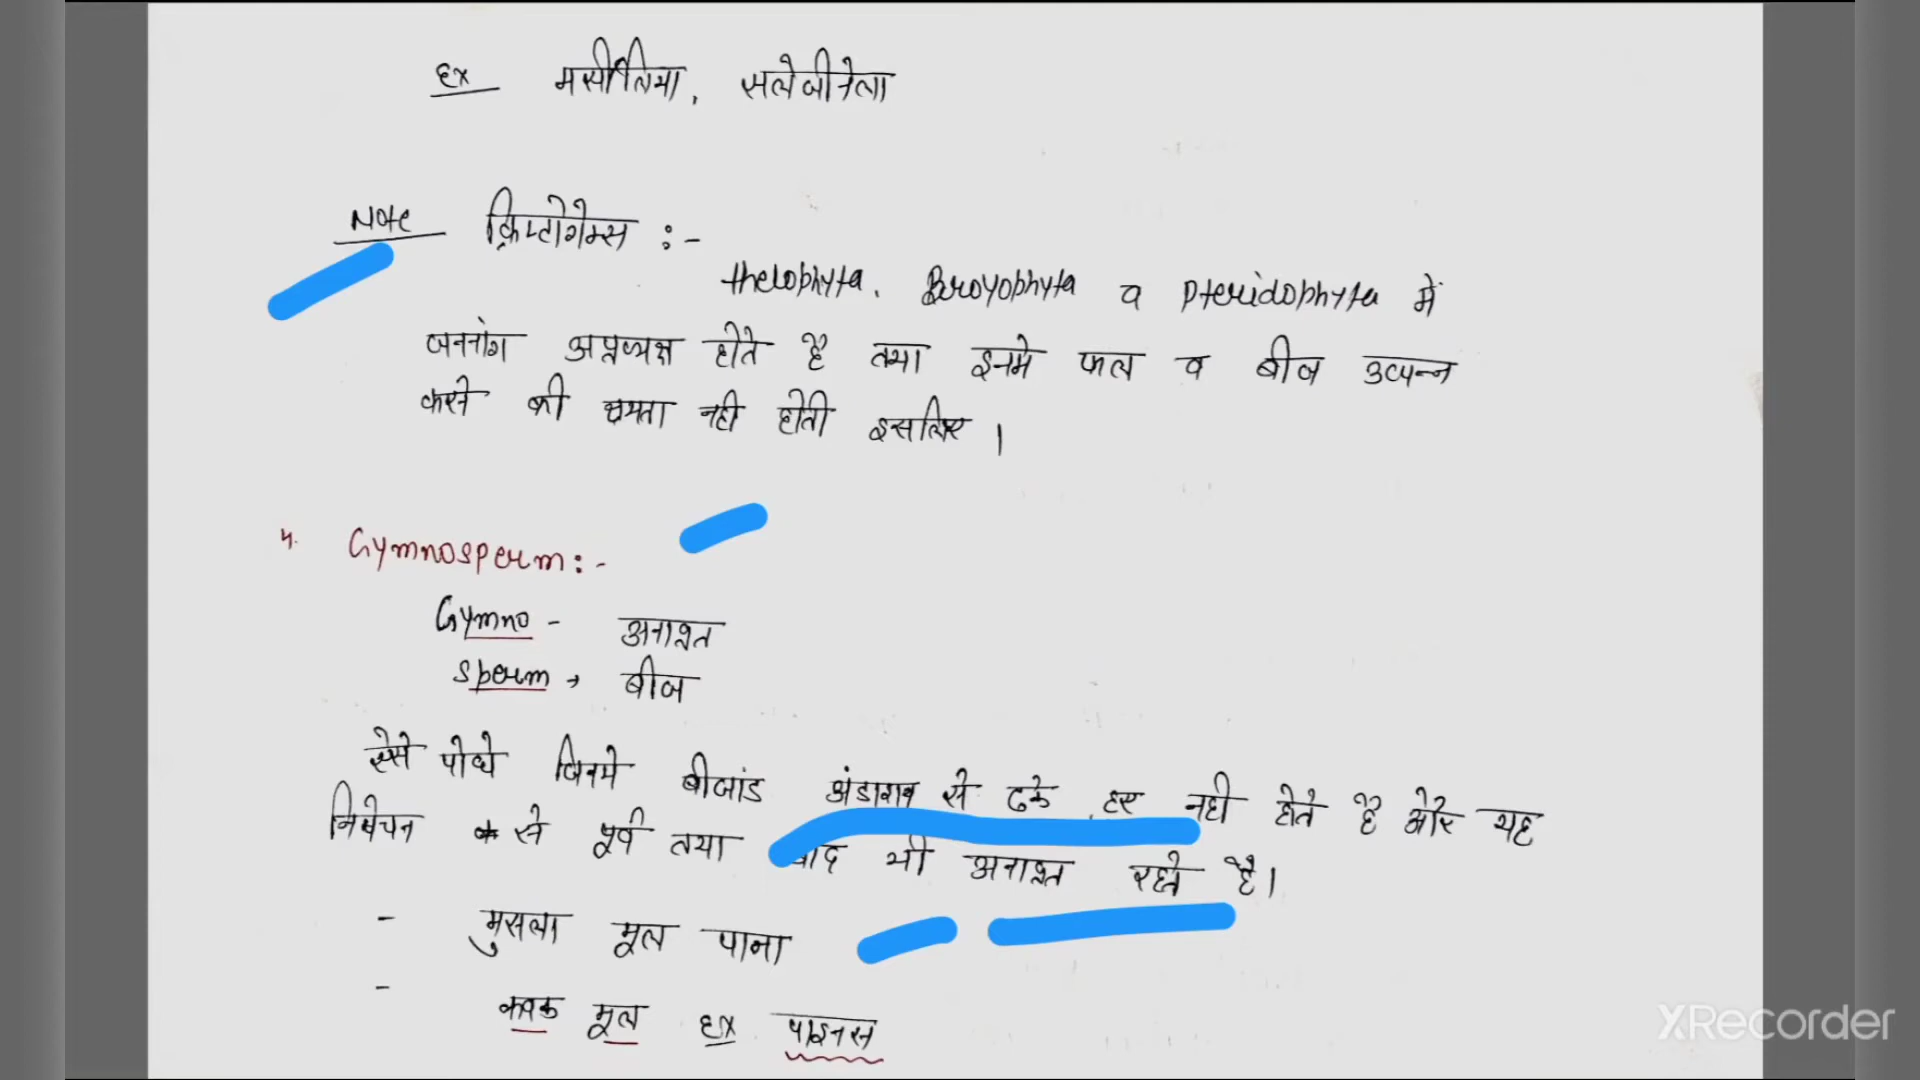 Ex मर्सीलिया, सलेजीनेला
Note क्रिप्टोगेम्स :-
thelophyta, Broyophyta व Pteridophyta में
जननांग अप्रत्यक्ष होते है तथा इनमे फल व बीज उत्पन्न
करने की क्षमता नही होती इसलिए ।
4. Gymnosperm :-
Gymno - अनावृत
sperm → बीज
ऐसे पोधे जिनमे बीजांड अंडाशय से ढके हुए नही होते है और यह
निषेचन से पूर्व तथा बाद भी अनावृत रहते है।
- मुसला मूल पाना
- कवक मूल Ex पाइनस
XRecorder